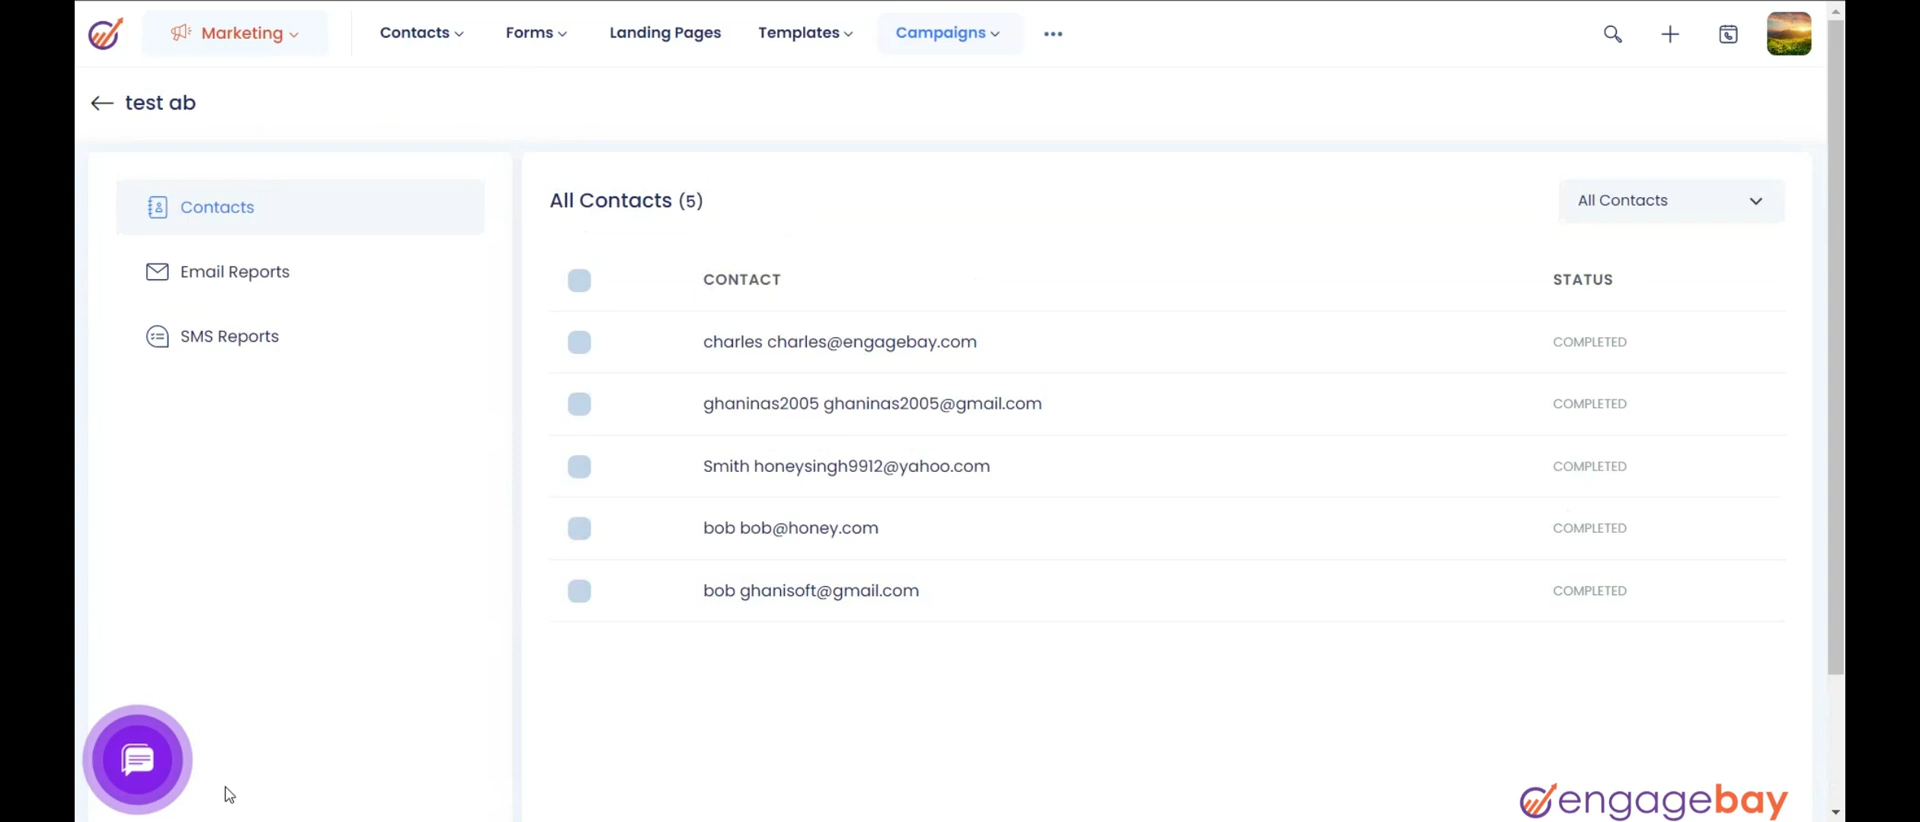 Marketing
Contacts
Forms
Landing Pages
Templates
Campaigns
test ab
Contacts
Email Reports
SMS Reports
All Contacts (5)
All Contacts
CONTACT STATUS
charles charles@engagebay.com COMPLETED
ghaninas2005 ghaninas2005@gmail.com COMPLETED
Smith honeysingh9912@yahoo.com COMPLETED
bob bob@honey.com COMPLETED
bob ghanisoft@gmail.com COMPLETED
engagebay